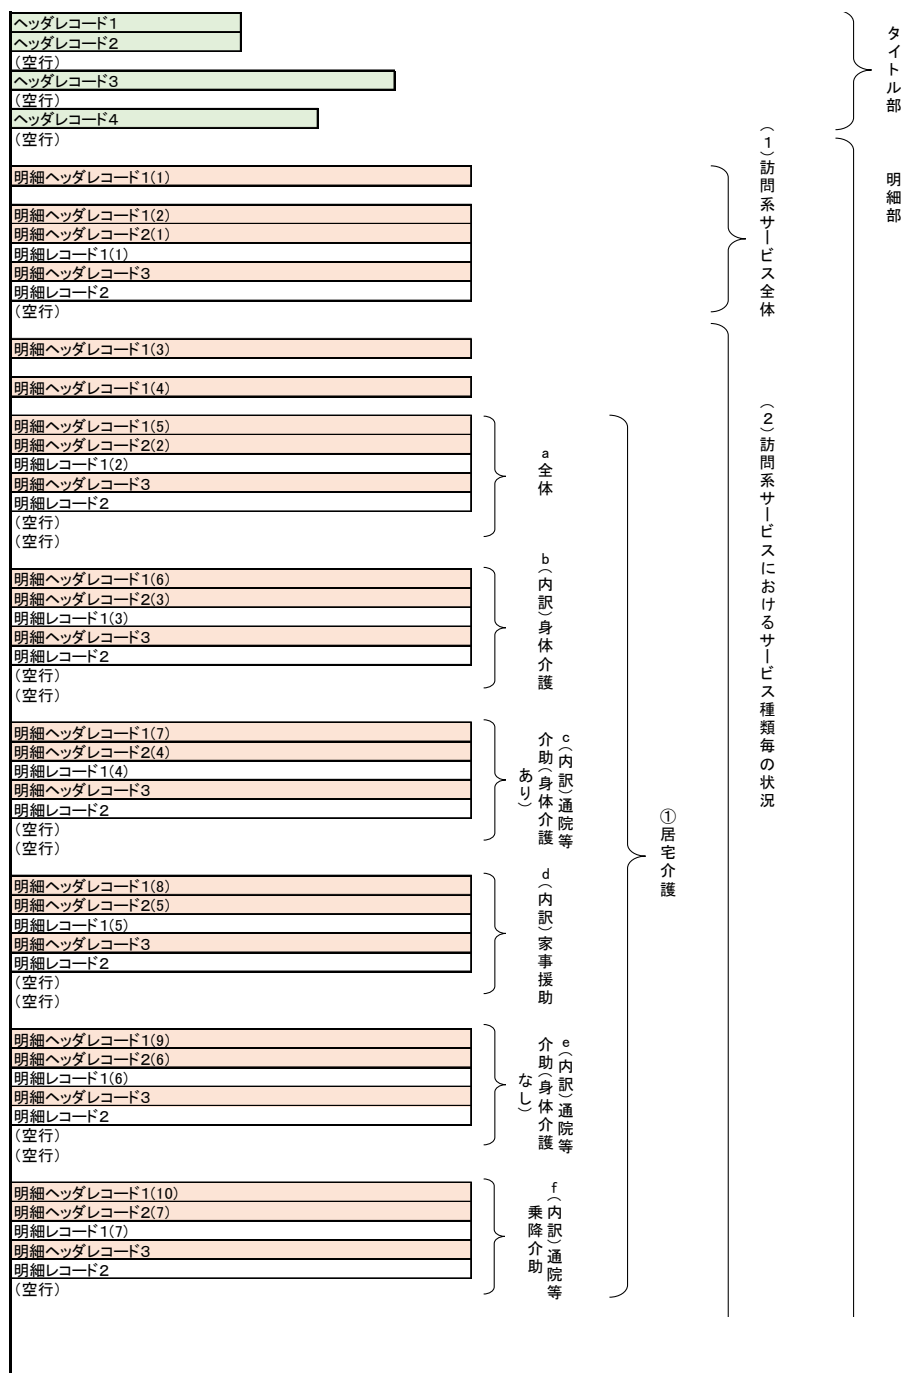 ヘッダレコード1
ヘッダレコード2
(空行)
ヘッダレコード3
(空行)
ヘッダレコード4
(空行)
タイトル部
明細部
明細ヘッダレコード1(1)
明細ヘッダレコード1(2)
明細ヘッダレコード2(1)
明細レコード1(1)
明細ヘッダレコード3
明細レコード2
(空行)
(1)訪問系サービス全体
明細ヘッダレコード1(3)
明細ヘッダレコード1(4)
(2)訪問系サービスにおけるサービス種類毎の状況
①居宅介護
明細ヘッダレコード1(5)
明細ヘッダレコード2(2)
明細レコード1(2)
明細ヘッダレコード3
明細レコード2
(空行)
(空行)
a全体
明細ヘッダレコード1(6)
明細ヘッダレコード2(3)
明細レコード1(3)
明細ヘッダレコード3
明細レコード2
(空行)
(空行)
b(内訳)身体介護
明細ヘッダレコード1(7)
明細ヘッダレコード2(4)
明細レコード1(4)
明細ヘッダレコード3
明細レコード2
(空行)
(空行)
c(内訳)通院等
介助(身体介護
あり)
明細ヘッダレコード1(8)
明細ヘッダレコード2(5)
明細レコード1(5)
明細ヘッダレコード3
明細レコード2
(空行)
(空行)
d(内訳)家事援助
明細ヘッダレコード1(9)
明細ヘッダレコード2(6)
明細レコード1(6)
明細ヘッダレコード3
明細レコード2
(空行)
(空行)
e(内訳)通院等
介助(身体介護
なし)
明細ヘッダレコード1(10)
明細ヘッダレコード2(7)
明細レコード1(7)
明細ヘッダレコード3
明細レコード2
(空行)
f(内訳)通院等
乗降介助